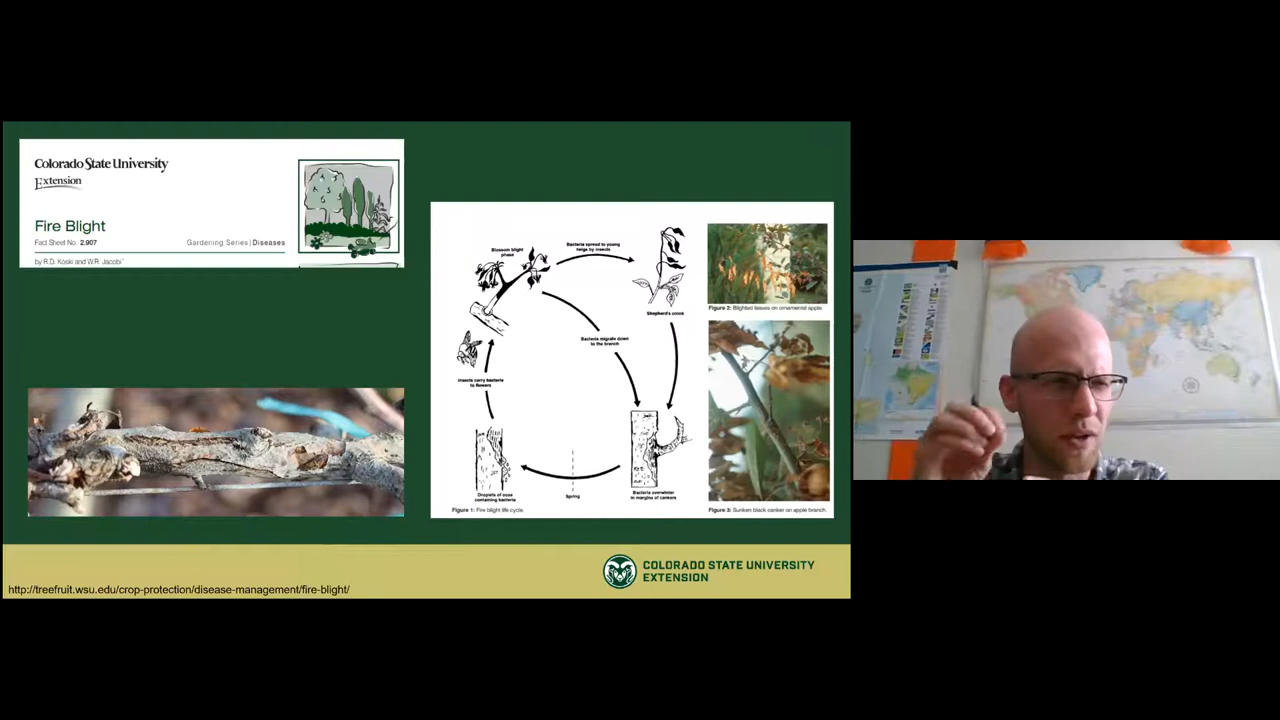 Colorado State University
Extension
Fire Blight
Fact Sheet No. 2.907
Gardening Series | Diseases
by R.D. Koski and W.R. Jacobi*
Blossom blight
phase
Bacteria spread to young
twigs by insects
Shepherd's crook
Bacteria migrate down
to the branch
Insects carry bacteria
to flowers
Droplets of ooze
containing bacteria
Spring
Bacteria overwinter
in margins of cankers
Figure 1: Fire blight life cycle.
Figure 2: Blighted leaves on ornamental apple.
Figure 3: Sunken black canker on apple branch.
COLORADO STATE UNIVERSITY
EXTENSION
http://treefruit.wsu.edu/crop-protection/disease-management/fire-blight/